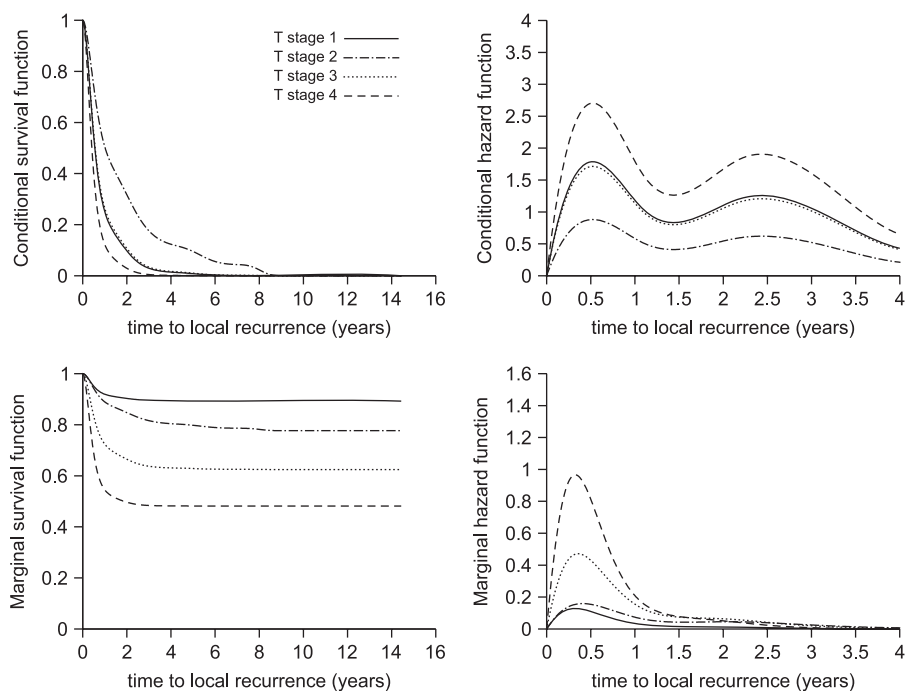 Conditional survival function
1
0.8
0.6
0.4
0.2
0
0 2 4 6 8 10 12 14 16
time to local recurrence (years)
T stage 1
T stage 2
T stage 3
T stage 4
Conditional hazard function
4
3.5
3
2.5
2
1.5
1
0.5
0
0 0.5 1 1.5 2 2.5 3 3.5 4
time to local recurrence (years)
Marginal survival function
1
0.8
0.6
0.4
0.2
0
0 2 4 6 8 10 12 14 16
time to local recurrence (years)
Marginal hazard function
1.6
1.4
1.2
1
0.8
0.6
0.4
0.2
0
0 0.5 1 1.5 2 2.5 3 3.5 4
time to local recurrence (years)